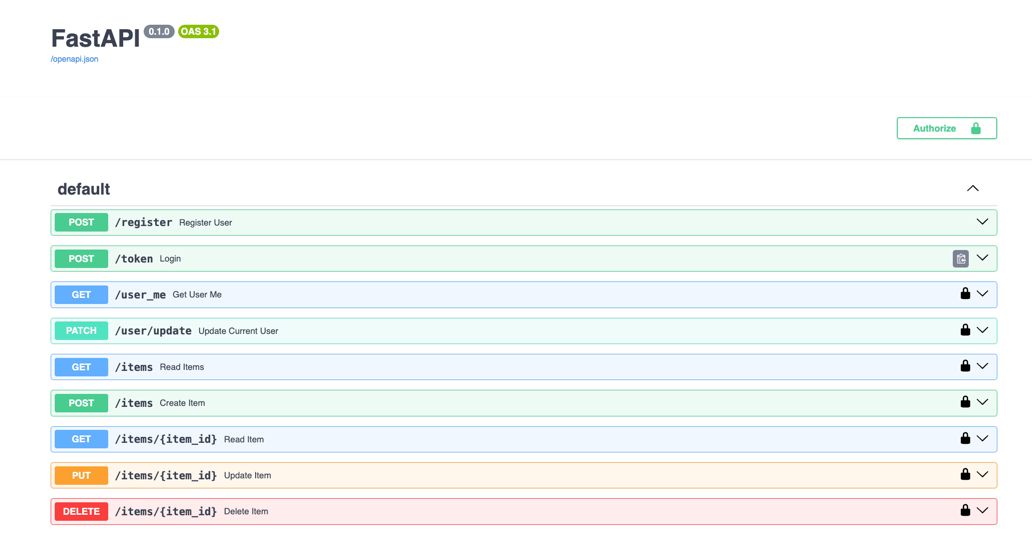 FastAPI 0.1.0 OAS 3.1
/openapi.json
Authorize
default
POST /register Register User
POST /token Login
GET /user_me Get User Me
PATCH /user/update Update Current User
GET /items Read Items
POST /items Create Item
GET /items/{item_id} Read Item
PUT /items/{item_id} Update Item
DELETE /items/{item_id} Delete Item